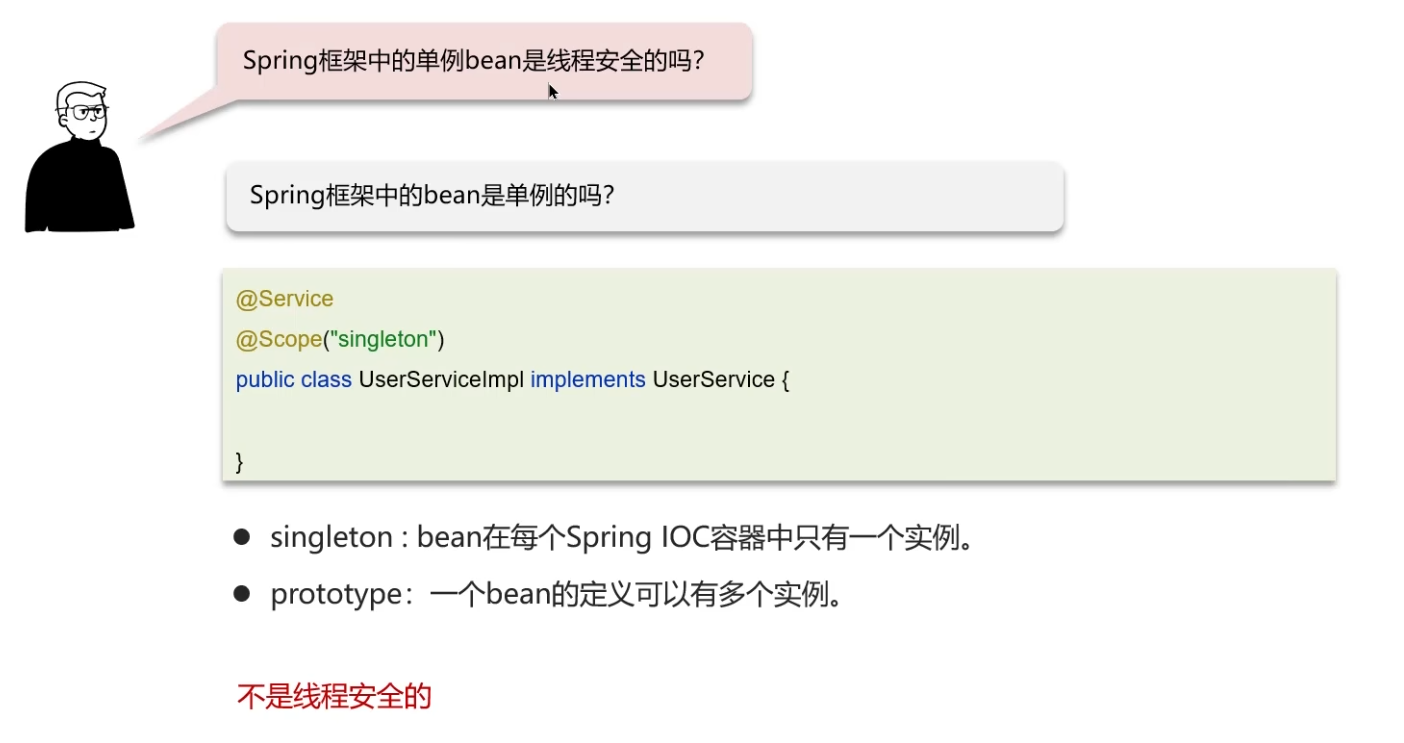 Spring框架中的单例bean是线程安全的吗？
Spring框架中的bean是单例的吗？
@Service
@Scope("singleton")
public class UserServiceImpl implements UserService {
}
● singleton : bean在每个Spring IOC容器中只有一个实例。
● prototype：一个bean的定义可以有多个实例。
不是线程安全的